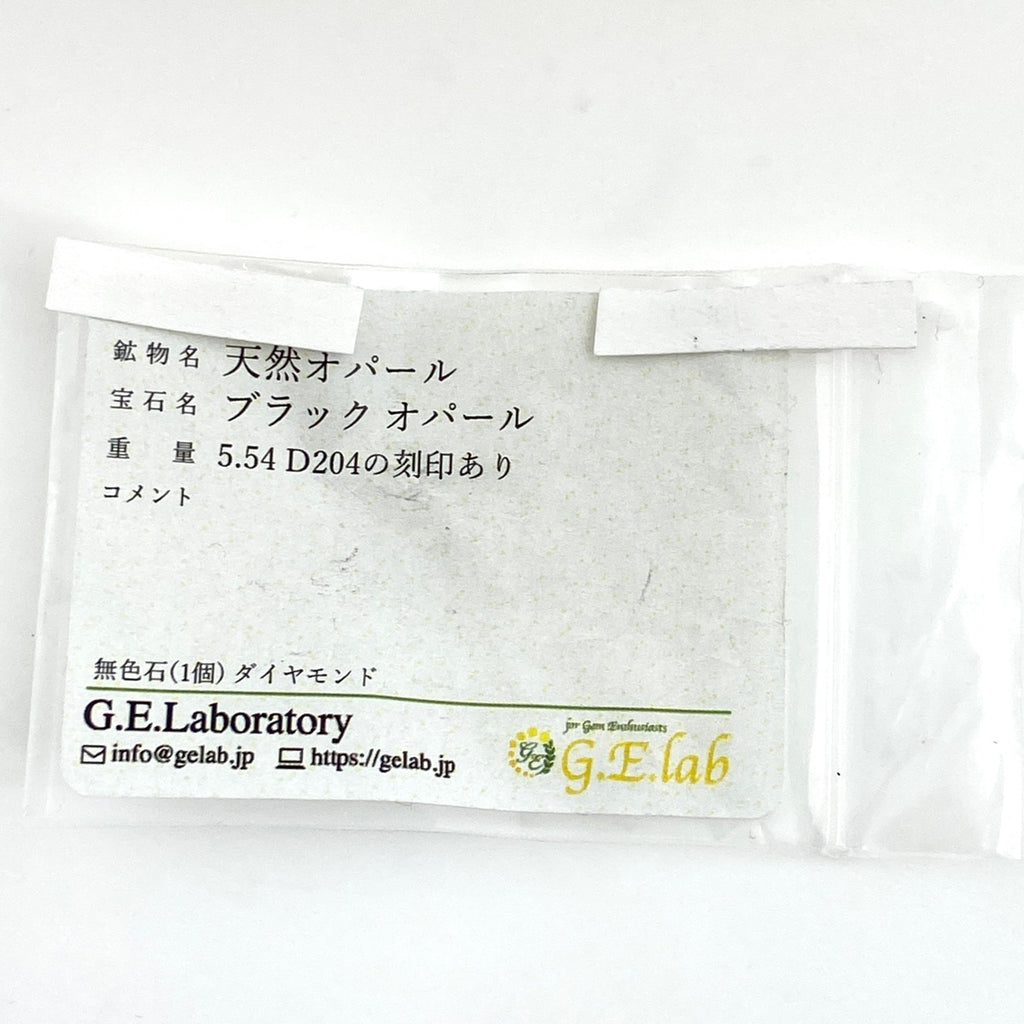 鉱物名 天然オパール
宝石名 ブラックオパール
重 量 5.54 D204の刻印あり
コメント
無色石(1個) ダイヤモンド
G.E.Laboratory
info@gelab.jp https://gelab.jp
for Gem Enthusiasts
GE
G.E.lab